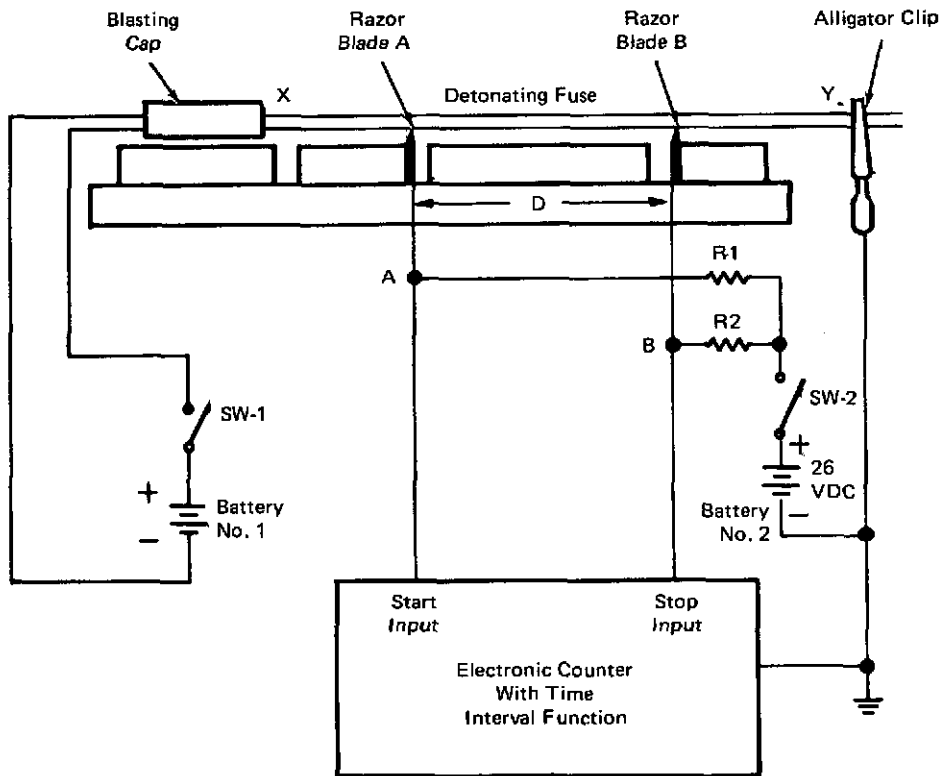 Blasting
Cap
Razor
Blade A
Razor
Blade B
Alligator Clip
X
Detonating Fuse
Y
D
A
R1
B
R2
SW-1
SW-2
+
Battery
No. 1
−
+
26
VDC
Battery
No. 2
−
Start
Input
Stop
Input
Electronic Counter
With Time
Interval Function